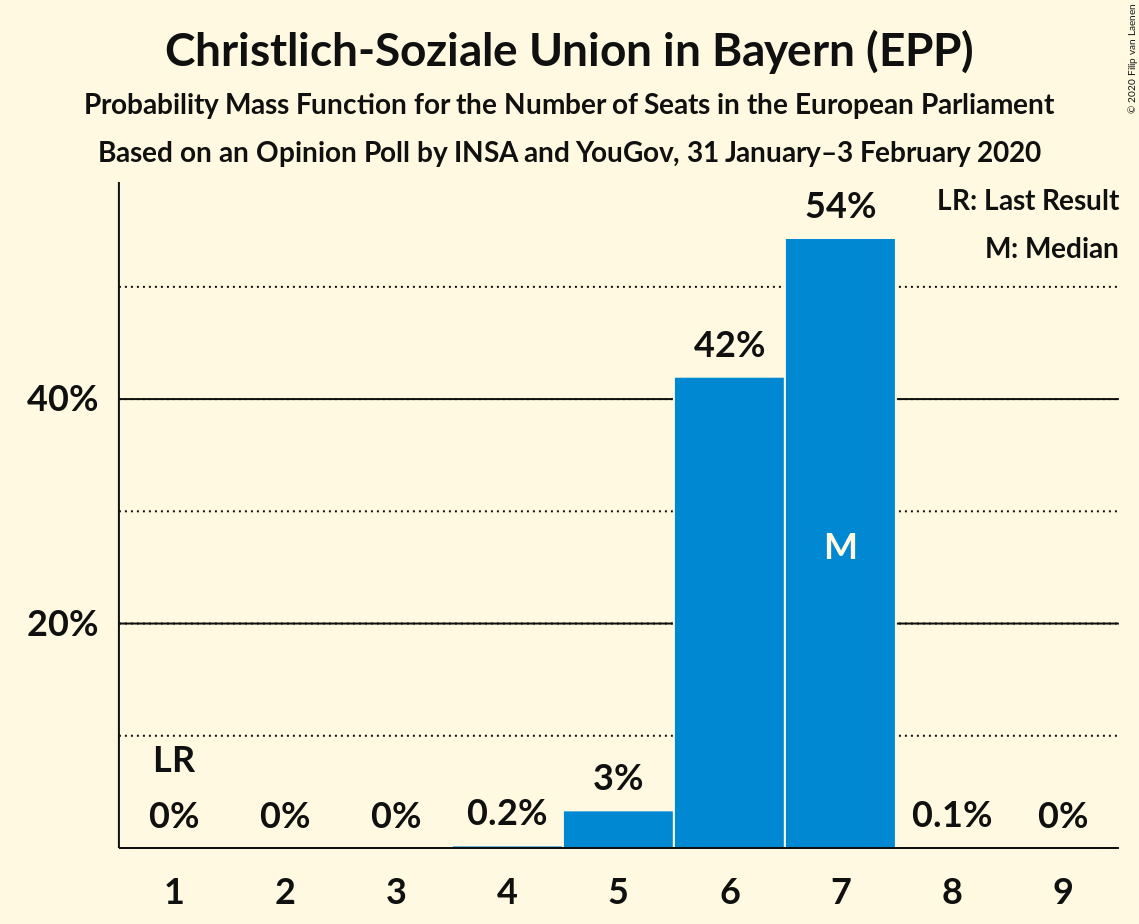 Christlich-Soziale Union in Bayern (EPP)
Probability Mass Function for the Number of Seats in the European Parliament
Based on an Opinion Poll by INSA and YouGov, 31 January–3 February 2020
© 2020 Filip van Laenen
LR: Last Result
M: Median
54%
42%
40%
M
20%
LR
3%
0% 0% 0% 0.2% 0.1% 0%
1 2 3 4 5 6 7 8 9